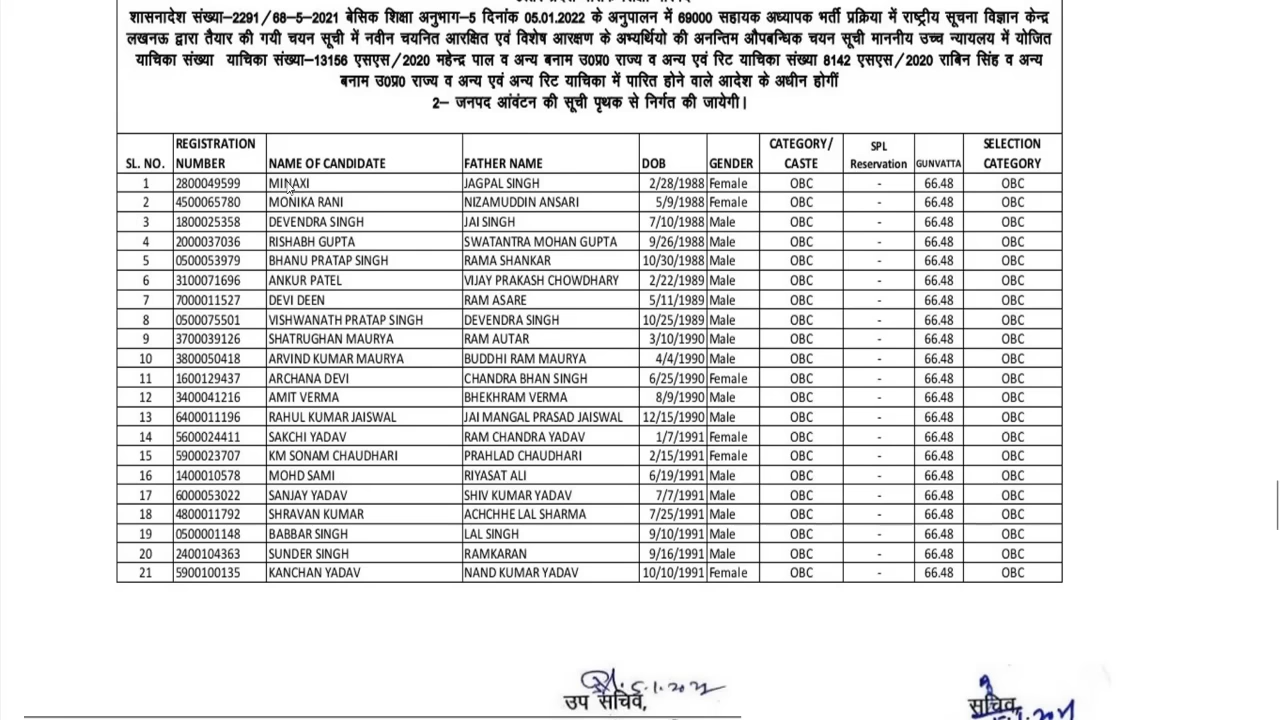 शासनादेश संख्या–2291/68–5–2021 बेसिक शिक्षा अनुभाग–5 दिनांक 05.01.2022 के अनुपालन में 69000 सहायक अध्यापक भर्ती प्रक्रिया में राष्ट्रीय सूचना विज्ञान केन्द्र
लखनऊ द्वारा तैयार की गयी चयन सूची में नवीन चयनित आरक्षित एवं विशेष आरक्षण के अभ्यर्थियो की अनन्तिम औपबन्धिक चयन सूची माननीय उच्च न्यायलय में योजित
याचिका संख्या याचिका संख्या–13156 एसएस/2020 महेन्द्र पाल व अन्य बनाम उ0प्र0 राज्य व अन्य एवं रिट याचिका संख्या 8142 एसएस/2020 राबिन सिंह व अन्य
बनाम उ0प्र0 राज्य व अन्य एवं अन्य रिट याचिका में पारित होने वाले आदेश के अधीन होगीं
2– जनपद आंवंटन की सूची पृथक से निर्गत की जायेगी।
SL. NO. REGISTRATION NUMBER NAME OF CANDIDATE FATHER NAME DOB GENDER CATEGORY/ CASTE SPL Reservation GUNVATTA SELECTION CATEGORY
1 2800049599 MINAXI JAGPAL SINGH 2/28/1988 Female OBC - 66.48 OBC
2 4500065780 MONIKA RANI NIZAMUDDIN ANSARI 5/9/1988 Female OBC - 66.48 OBC
3 1800025358 DEVENDRA SINGH JAI SINGH 7/10/1988 Male OBC - 66.48 OBC
4 2000037036 RISHABH GUPTA SWATANTRA MOHAN GUPTA 9/26/1988 Male OBC - 66.48 OBC
5 0500053979 BHANU PRATAP SINGH RAMA SHANKAR 10/30/1988 Male OBC - 66.48 OBC
6 3100071696 ANKUR PATEL VIJAY PRAKASH CHOWDHARY 2/22/1989 Male OBC - 66.48 OBC
7 7000011527 DEVI DEEN RAM ASARE 5/11/1989 Male OBC - 66.48 OBC
8 0500075501 VISHWANATH PRATAP SINGH DEVENDRA SINGH 10/25/1989 Male OBC - 66.48 OBC
9 3700039126 SHATRUGHAN MAURYA RAM AUTAR 3/10/1990 Male OBC - 66.48 OBC
10 3800050418 ARVIND KUMAR MAURYA BUDDHI RAM MAURYA 4/4/1990 Male OBC - 66.48 OBC
11 1600129437 ARCHANA DEVI CHANDRA BHAN SINGH 6/25/1990 Female OBC - 66.48 OBC
12 3400041216 AMIT VERMA BHEKHRAM VERMA 8/9/1990 Male OBC - 66.48 OBC
13 6400011196 RAHUL KUMAR JAISWAL JAI MANGAL PRASAD JAISWAL 12/15/1990 Male OBC - 66.48 OBC
14 5600024411 SAKCHI YADAV RAM CHANDRA YADAV 1/7/1991 Female OBC - 66.48 OBC
15 5900023707 KM SONAM CHAUDHARI PRAHLAD CHAUDHARI 2/15/1991 Female OBC - 66.48 OBC
16 1400010578 MOHD SAMI RIYASAT ALI 6/19/1991 Male OBC - 66.48 OBC
17 6000053022 SANJAY YADAV SHIV KUMAR YADAV 7/7/1991 Male OBC - 66.48 OBC
18 4800011792 SHRAVAN KUMAR ACHCHHE LAL SHARMA 7/25/1991 Male OBC - 66.48 OBC
19 0500001148 BABBAR SINGH LAL SINGH 9/10/1991 Male OBC - 66.48 OBC
20 2400104363 SUNDER SINGH RAMKARAN 9/16/1991 Male OBC - 66.48 OBC
21 5900100135 KANCHAN YADAV NAND KUMAR YADAV 10/10/1991 Female OBC - 66.48 OBC
उप सचिव, सचिव,